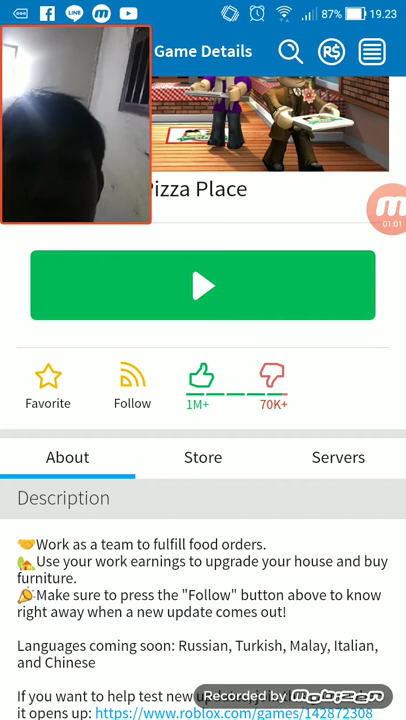 87% 19.23
Game Details
Pizza Place
01:01
Favorite
Follow
1M+
70K+
About
Store
Servers
Description
🤝Work as a team to fulfill food orders.
🏡Use your work earnings to upgrade your house and buy
furniture.
🎉Make sure to press the "Follow" button above to know
right away when a new update comes out!
Languages coming soon: Russian, Turkish, Malay, Italian,
and Chinese
If you want to help test new
it opens up: https://www.roblox.com/games/142872308
Recorded by mobizen